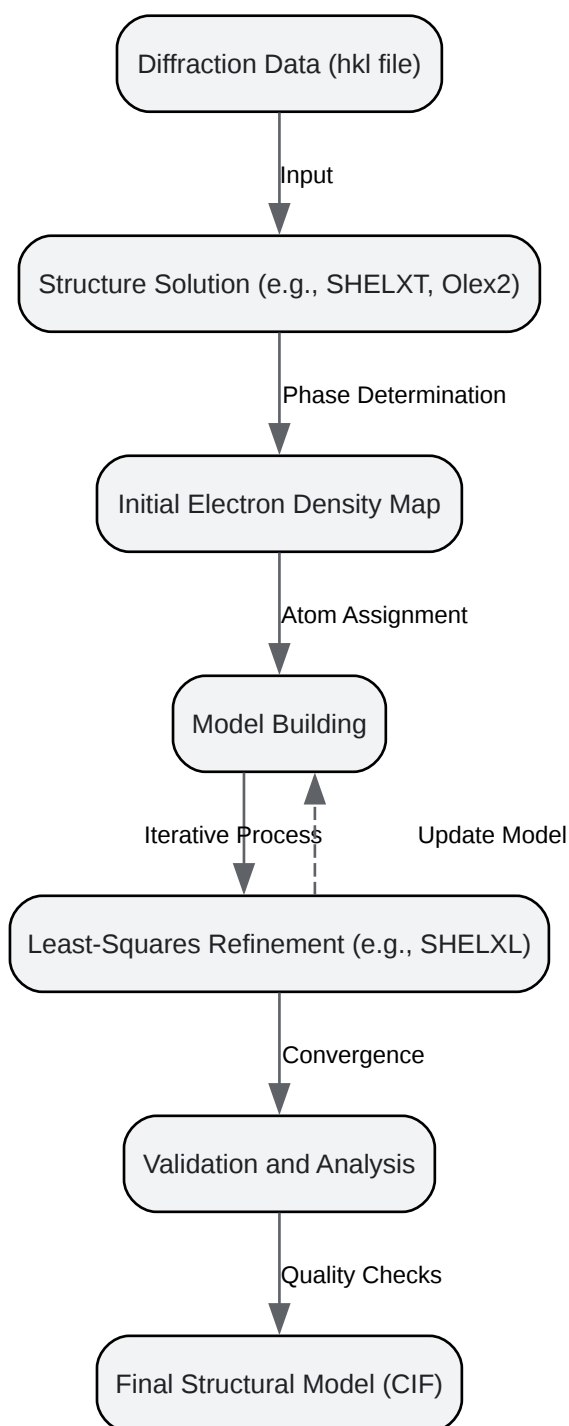 Diffraction Data (hkl file)
Input
Structure Solution (e.g., SHELXT, Olex2)
Phase Determination
Initial Electron Density Map
Atom Assignment
Model Building
Iterative Process
Update Model
Least-Squares Refinement (e.g., SHELXL)
Convergence
Validation and Analysis
Quality Checks
Final Structural Model (CIF)